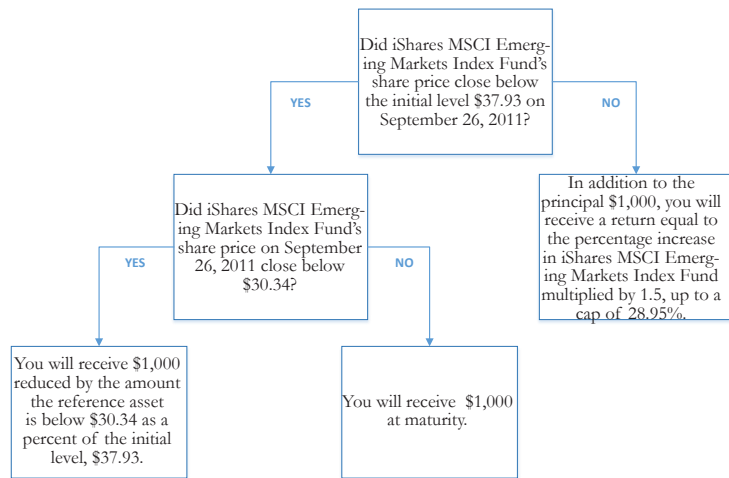 Did iShares MSCI Emerg-
ing Markets Index Fund's
share price close below
the initial level $37.93 on
September 26, 2011?
YES
NO
Did iShares MSCI Emerg-
ing Markets Index Fund's
share price on September
26, 2011 close below
$30.34?
In addition to the
principal $1,000, you will
receive a return equal to
the percentage increase
in iShares MSCI Emerg-
ing Markets Index Fund
multiplied by 1.5, up to a
cap of 28.95%.
YES
NO
You will receive $1,000
reduced by the amount
the reference asset
is below $30.34 as a
percent of the initial
level, $37.93.
You will receive $1,000
at maturity.